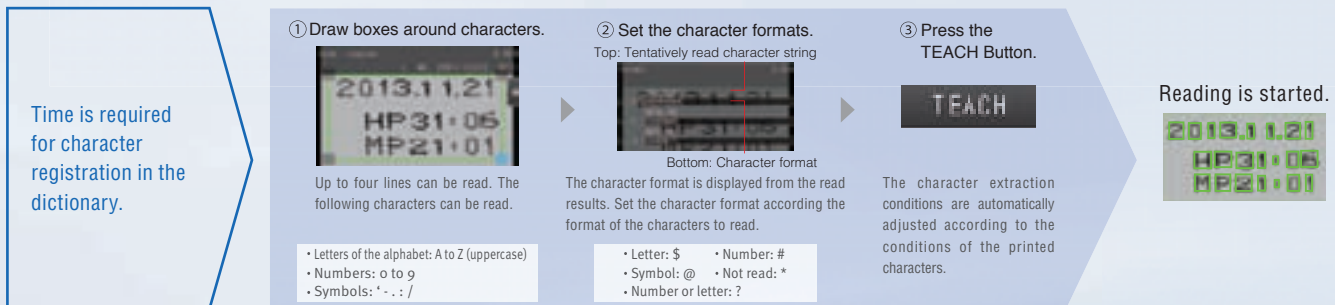 Time is required
for character
registration in the
dictionary.
① Draw boxes around characters.
2013.11.21
HP31:06
MP21:01
Up to four lines can be read. The
following characters can be read.
• Letters of the alphabet: A to Z (uppercase)
• Numbers: 0 to 9
• Symbols: ‘ - . : /
② Set the character formats.
Top: Tentatively read character string
Bottom: Character format
The character format is displayed from the read
results. Set the character format according the
format of the characters to read.
• Letter: $ • Number: #
• Symbol: @ • Not read: *
• Number or letter: ?
③ Press the
TEACH Button.
TEACH
The character extraction
conditions are automatically
adjusted according to the
conditions of the printed
characters.
Reading is started.
2013.11.21
HP31:06
MP21:01